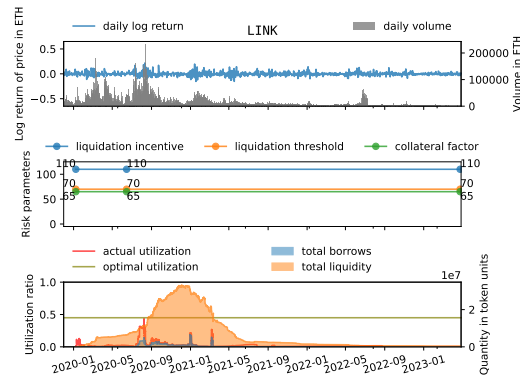 daily log return
LINK
daily volume
Log return of price in ETH
0.5
0.0
−0.5
200000
100000
0
Volume in ETH
liquidation incentive
liquidation threshold
collateral factor
Risk parameters
100
50
0
110
110
110
70
70
70
65
65
65
actual utilization
total borrows
optimal utilization
total liquidity
Utilization ratio
1.0
0.5
0.0
1e7
2
0
Quantity in token units
2020-01
2020-05
2020-09
2021-01
2021-05
2021-09
2022-01
2022-05
2022-09
2023-01